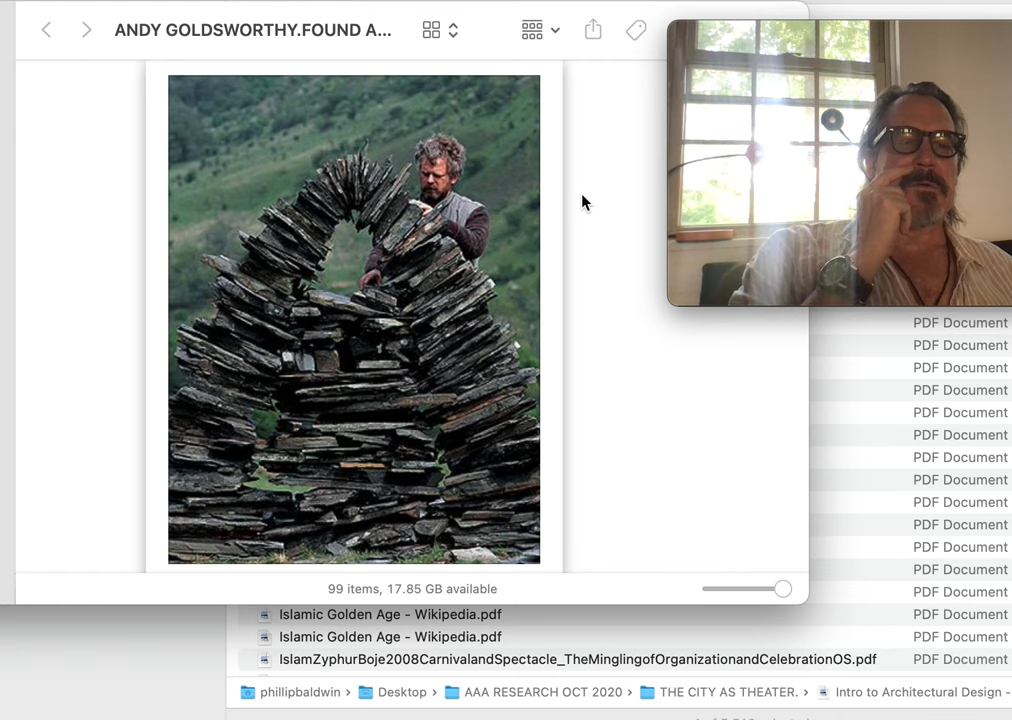 ANDY GOLDSWORTHY.FOUND A...
PDF Document
PDF Document
PDF Document
PDF Document
PDF Document
PDF Document
PDF Document
PDF Document
PDF Document
PDF Document
PDF Document
PDF Document
PDF Document
99 items, 17.85 GB available
Islamic Golden Age - Wikipedia.pdf PDF Document
Islamic Golden Age - Wikipedia.pdf PDF Document
IslamZyphurBoje2008CarnivalandSpectacle_TheMinglingofOrganizationandCelebrationOS.pdf PDF Document
phillipbaldwin › Desktop › AAA RESEARCH OCT 2020 › THE CITY AS THEATER. › Intro to Architectural Design -